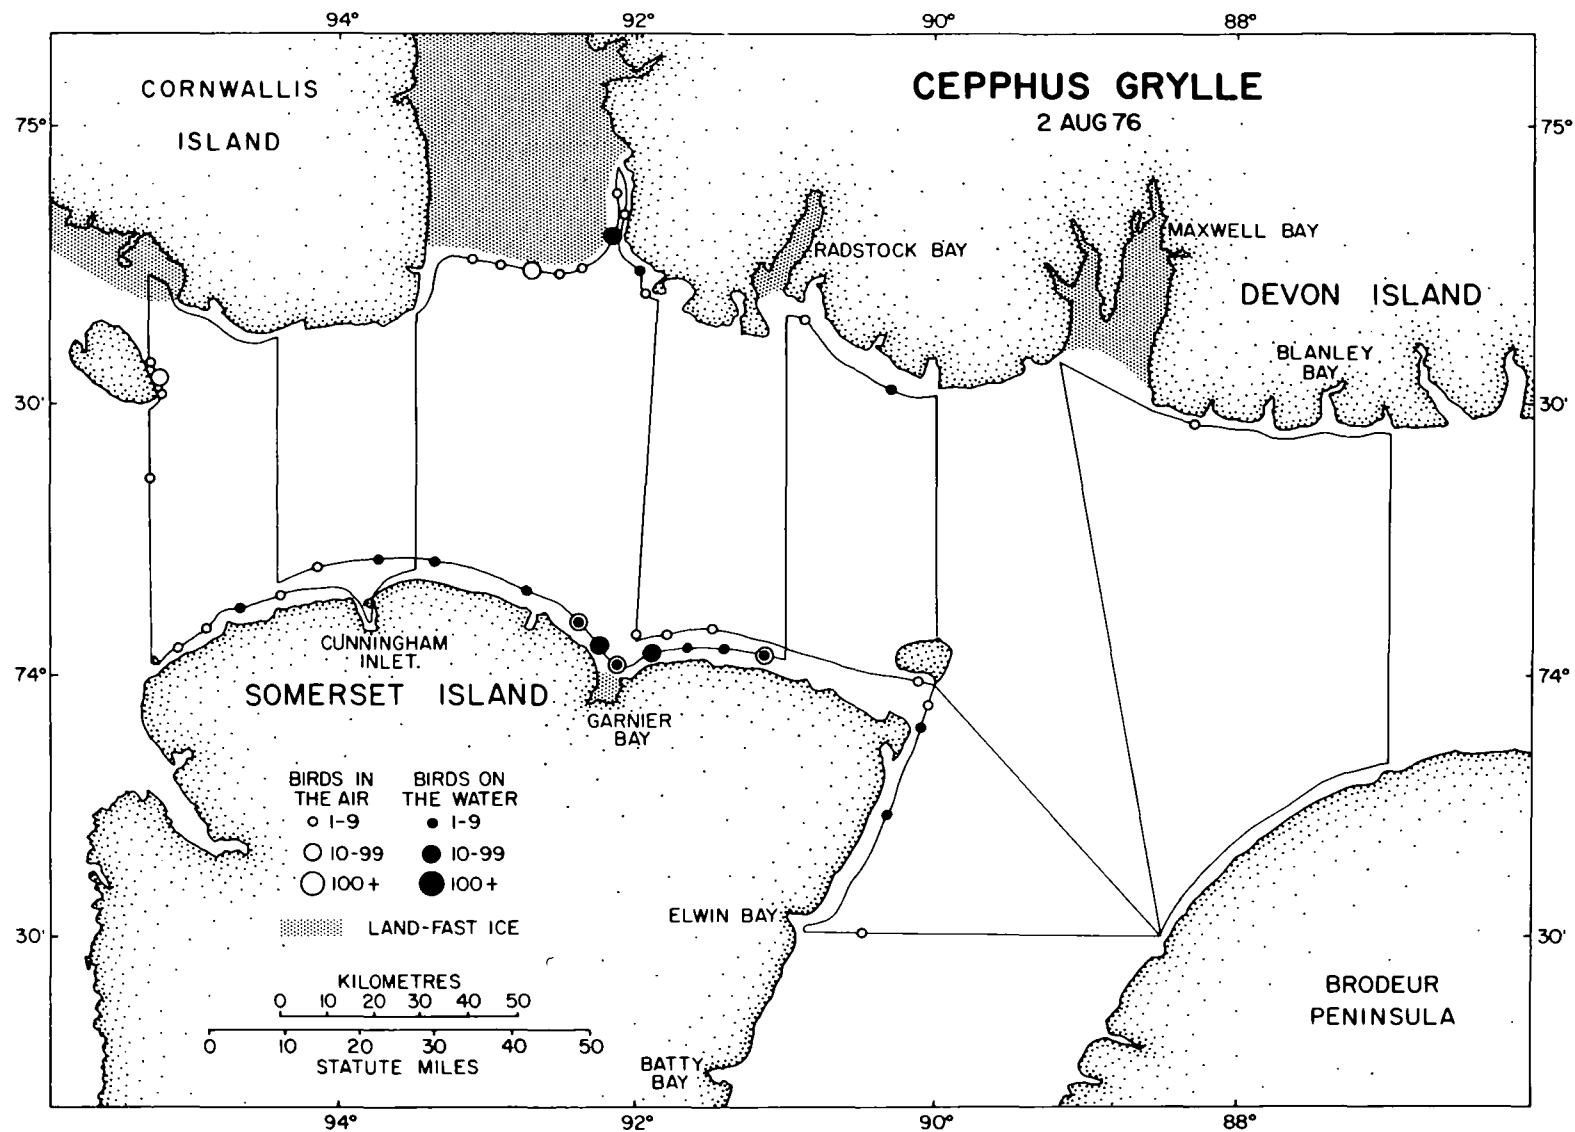 94° 92° 90° 88°
CORNWALLIS
ISLAND
CEPPHUS GRYLLE
2 AUG 76
75° 75°
RADSTOCK BAY
MAXWELL BAY
DEVON ISLAND
BLANLEY
BAY
30' 30'
CUNNINGHAM
INLET.
74° 74°
SOMERSET ISLAND
GARNIER
BAY
BIRDS IN
THE AIR
BIRDS ON
THE WATER
1-9 1-9
10-99 10-99
100+ 100+
LAND-FAST ICE
ELWIN BAY
30' 30'
KILOMETRES
0 10 20 30 40 50
0 10 20 30 40 50
STATUTE MILES
BRODEUR
PENINSULA
BATTY
BAY
94° 92° 90° 88°